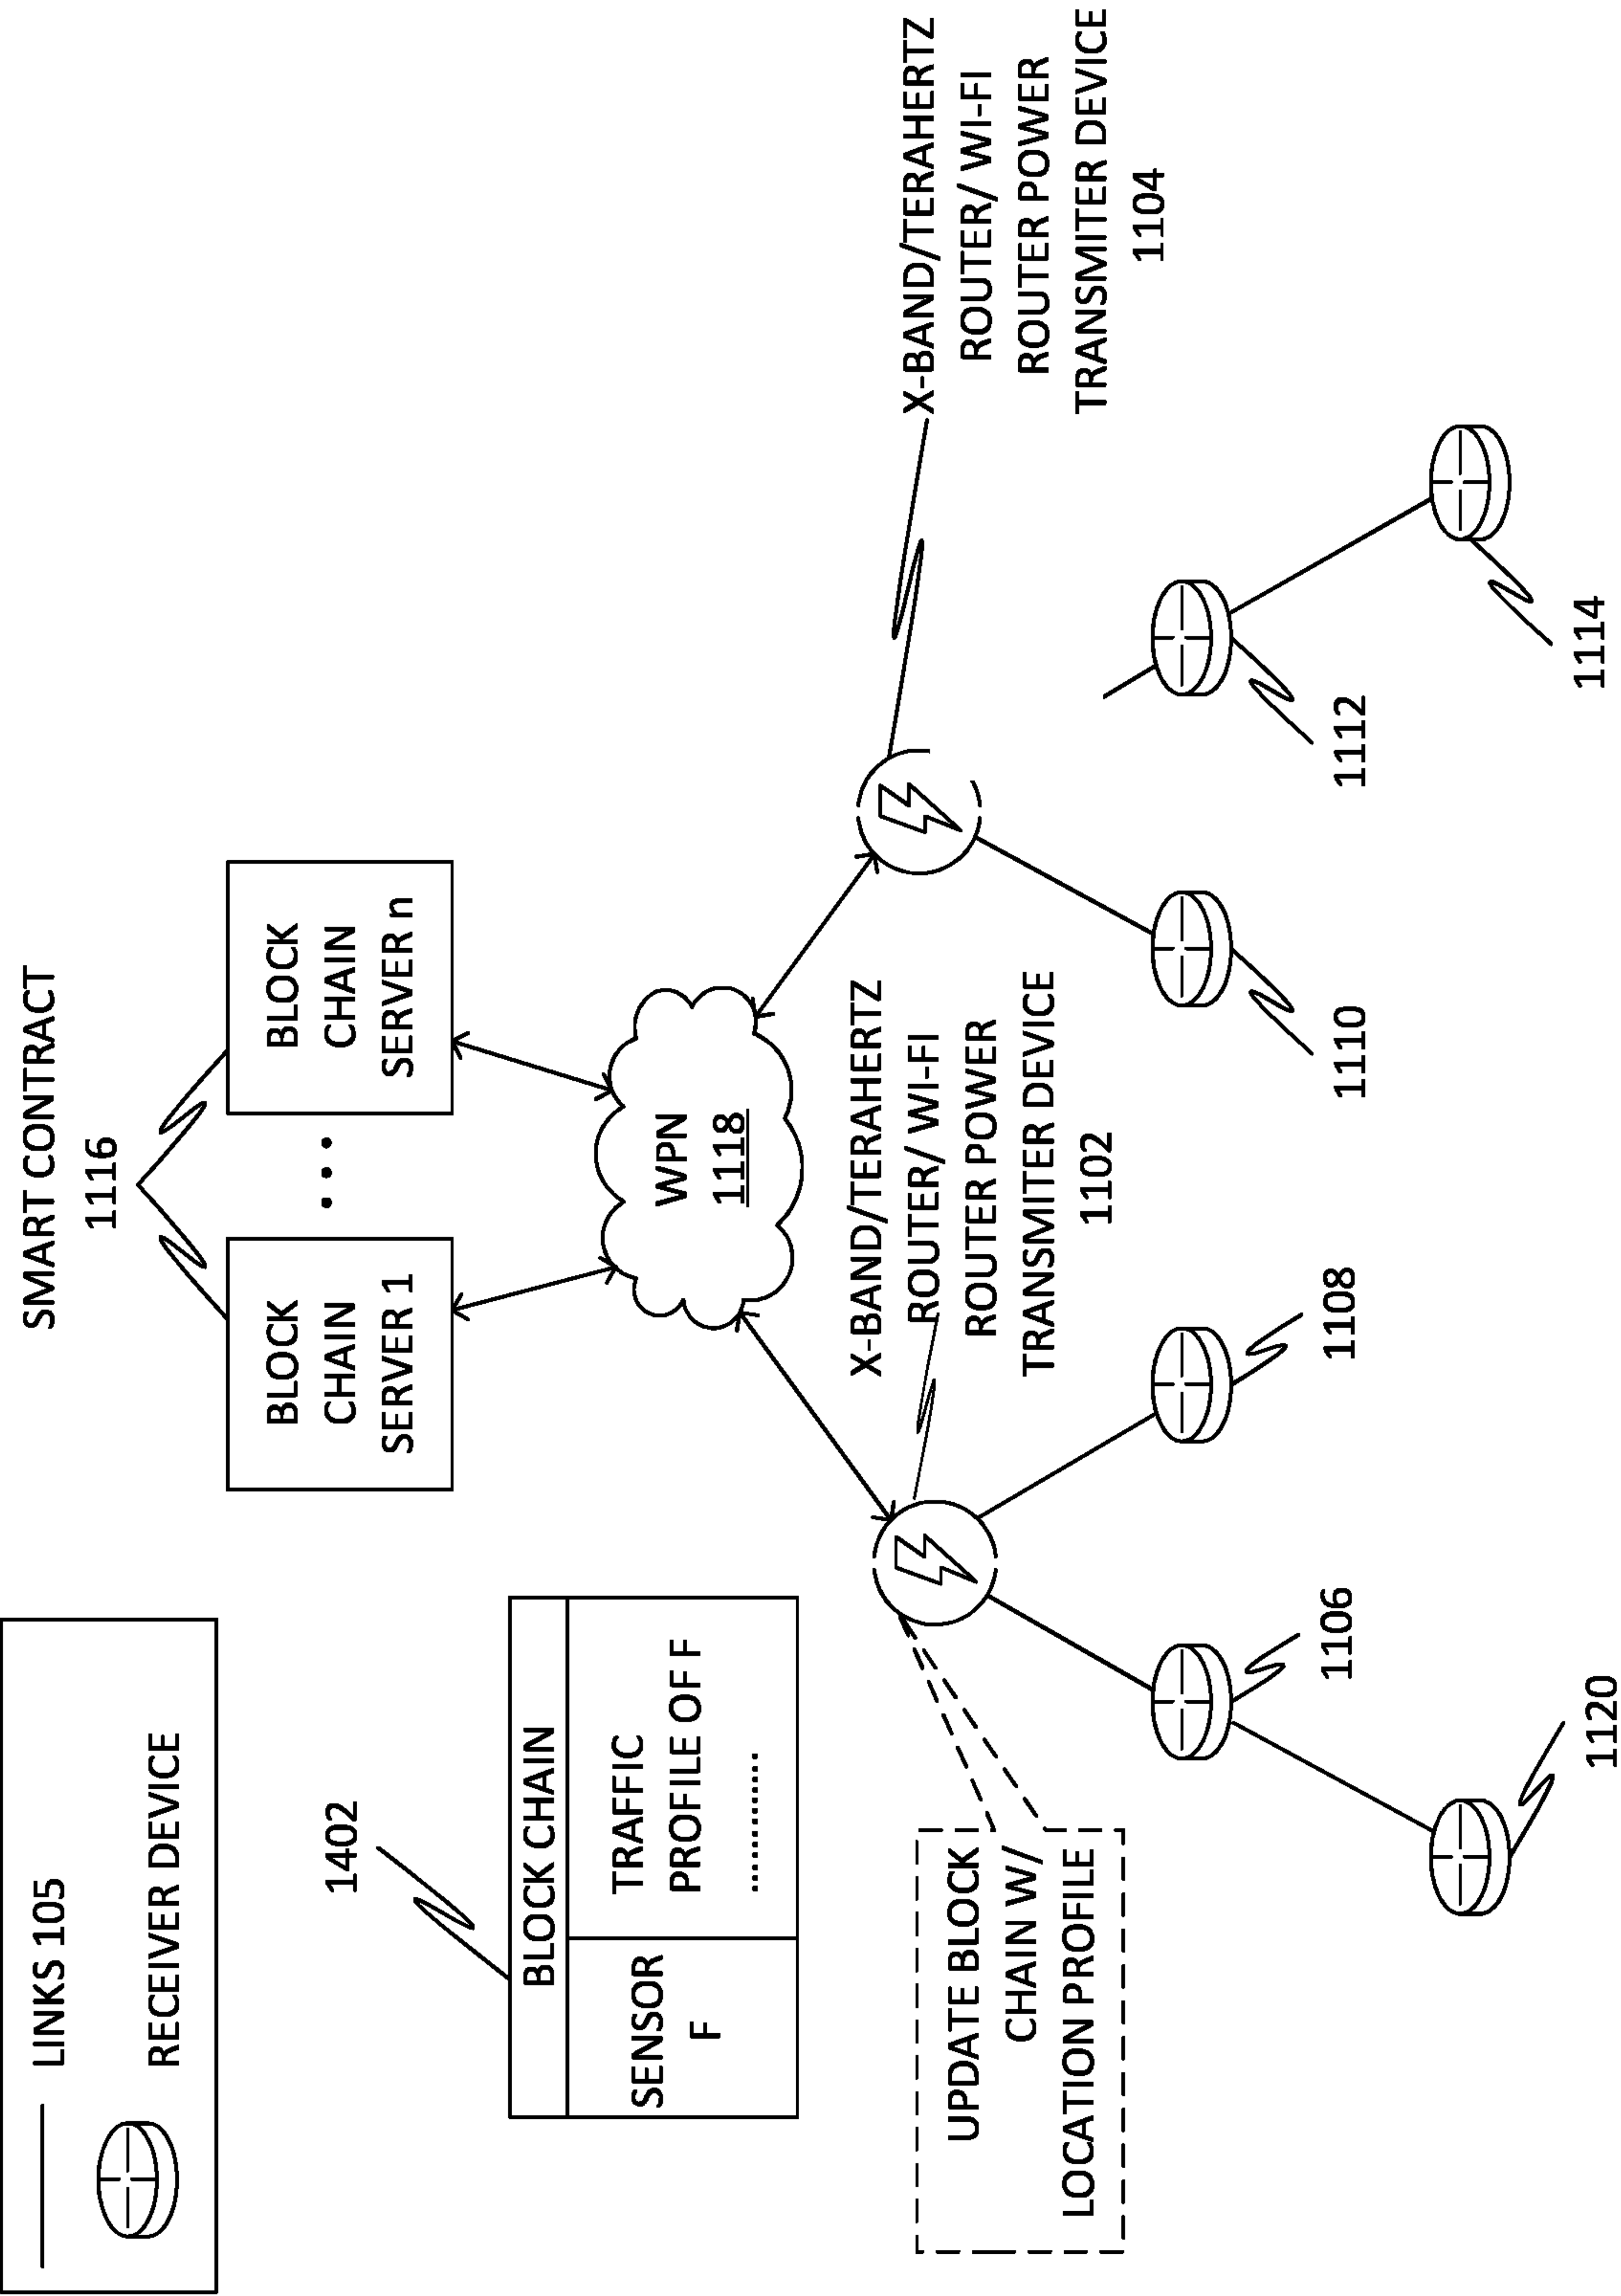 LINKS 105
RECEIVER DEVICE
SMART CONTRACT
1116
BLOCK
CHAIN
SERVER 1
...
BLOCK
CHAIN
SERVER n
1402
BLOCK CHAIN
SENSOR
F
TRAFFIC
PROFILE OF F
............
WPN
1118
UPDATE BLOCK
CHAIN W/
LOCATION PROFILE
X-BAND/TERAHERTZ
ROUTER/ WI-FI
ROUTER POWER
TRANSMITER DEVICE
1102
X-BAND/TERAHERTZ
ROUTER/ WI-FI
ROUTER POWER
TRANSMITER DEVICE
1104
1106
1108
1110
1112
1120
1114